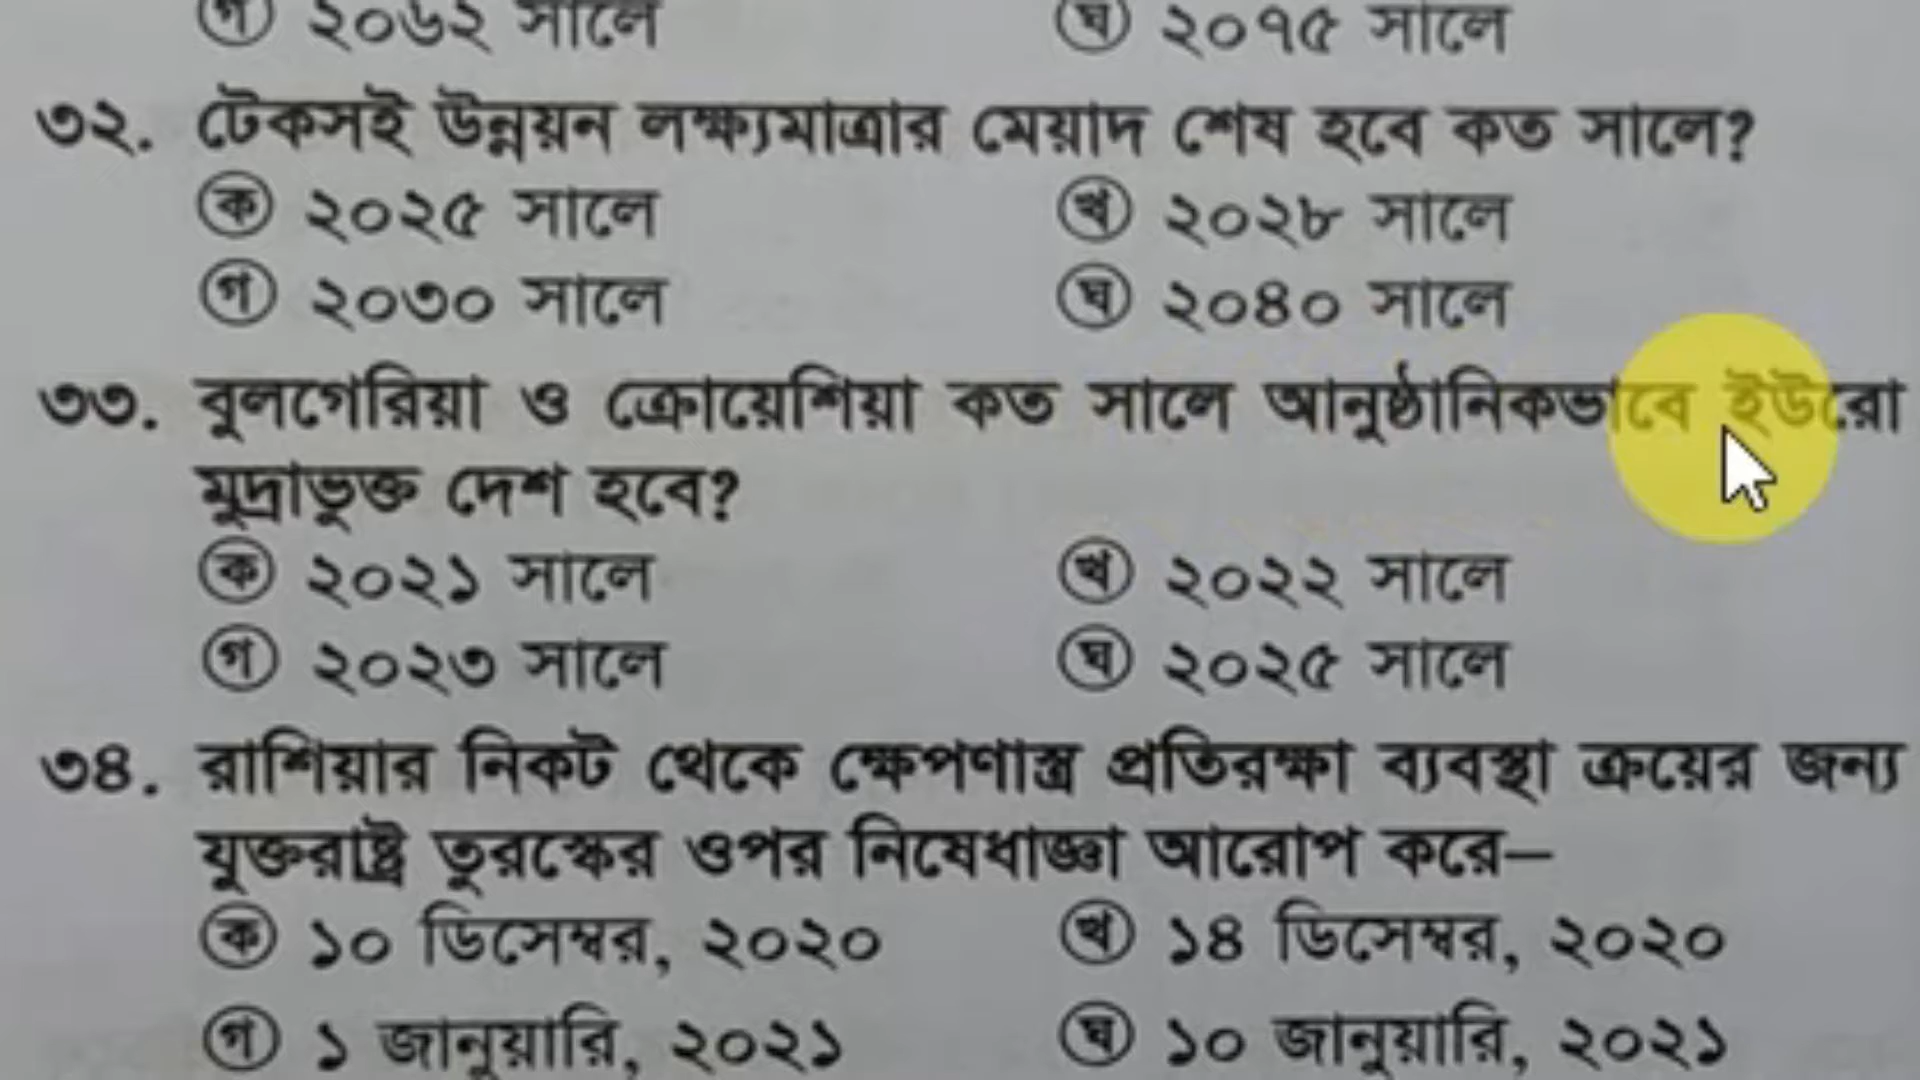 গ ২০৬২ সালে ঘ ২০৭৫ সালে
৩২. টেকসই উন্নয়ন লক্ষ্যমাত্রার মেয়াদ শেষ হবে কত সালে?
ক ২০২৫ সালে খ ২০২৮ সালে
গ ২০৩০ সালে ঘ ২০৪০ সালে
৩৩. বুলগেরিয়া ও ক্রোয়েশিয়া কত সালে আনুষ্ঠানিকভাবে ইউরো
মুদ্রাভুক্ত দেশ হবে?
ক ২০২১ সালে খ ২০২২ সালে
গ ২০২৩ সালে ঘ ২০২৫ সালে
৩৪. রাশিয়ার নিকট থেকে ক্ষেপণাস্ত্র প্রতিরক্ষা ব্যবস্থা ক্রয়ের জন্য
যুক্তরাষ্ট্র তুরস্কের ওপর নিষেধাজ্ঞা আরোপ করে–
ক ১০ ডিসেম্বর, ২০২০ খ ১৪ ডিসেম্বর, ২০২০
গ ১ জানুয়ারি, ২০২১ ঘ ১০ জানুয়ারি, ২০২১